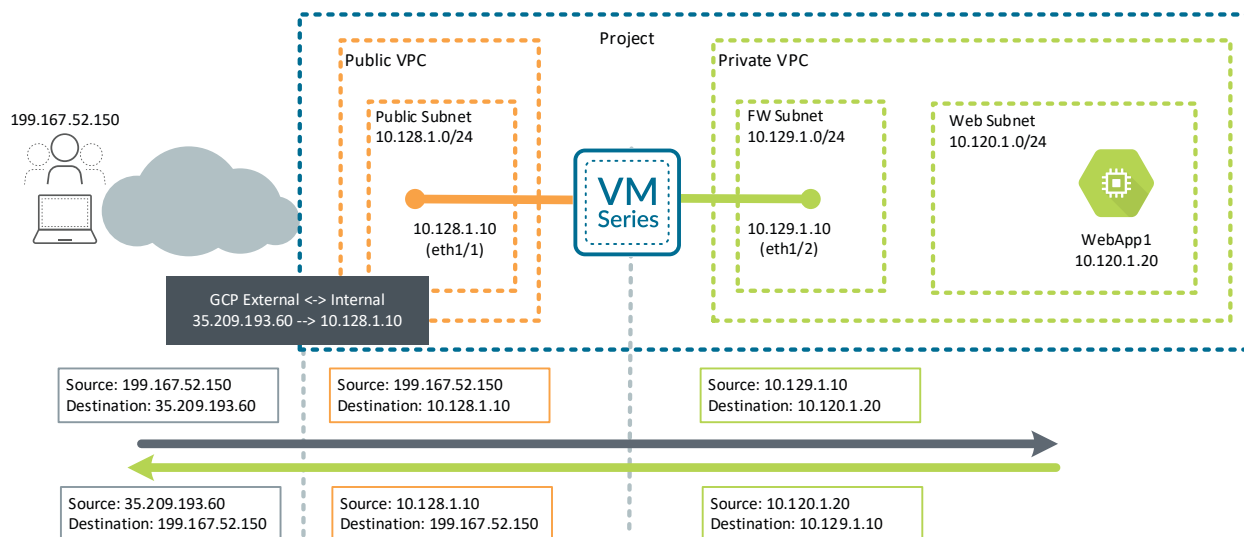 Project
Public VPC
Private VPC
199.167.52.150
Public Subnet
10.128.1.0/24
FW Subnet
10.129.1.0/24
Web Subnet
10.120.1.0/24
VM
Series
10.128.1.10
(eth1/1)
10.129.1.10
(eth1/2)
WebApp1
10.120.1.20
GCP External <-> Internal
35.209.193.60 --> 10.128.1.10
Source: 199.167.52.150
Destination: 35.209.193.60
Source: 199.167.52.150
Destination: 10.128.1.10
Source: 10.129.1.10
Destination: 10.120.1.20
Source: 35.209.193.60
Destination: 199.167.52.150
Source: 10.128.1.10
Destination: 199.167.52.150
Source: 10.120.1.20
Destination: 10.129.1.10